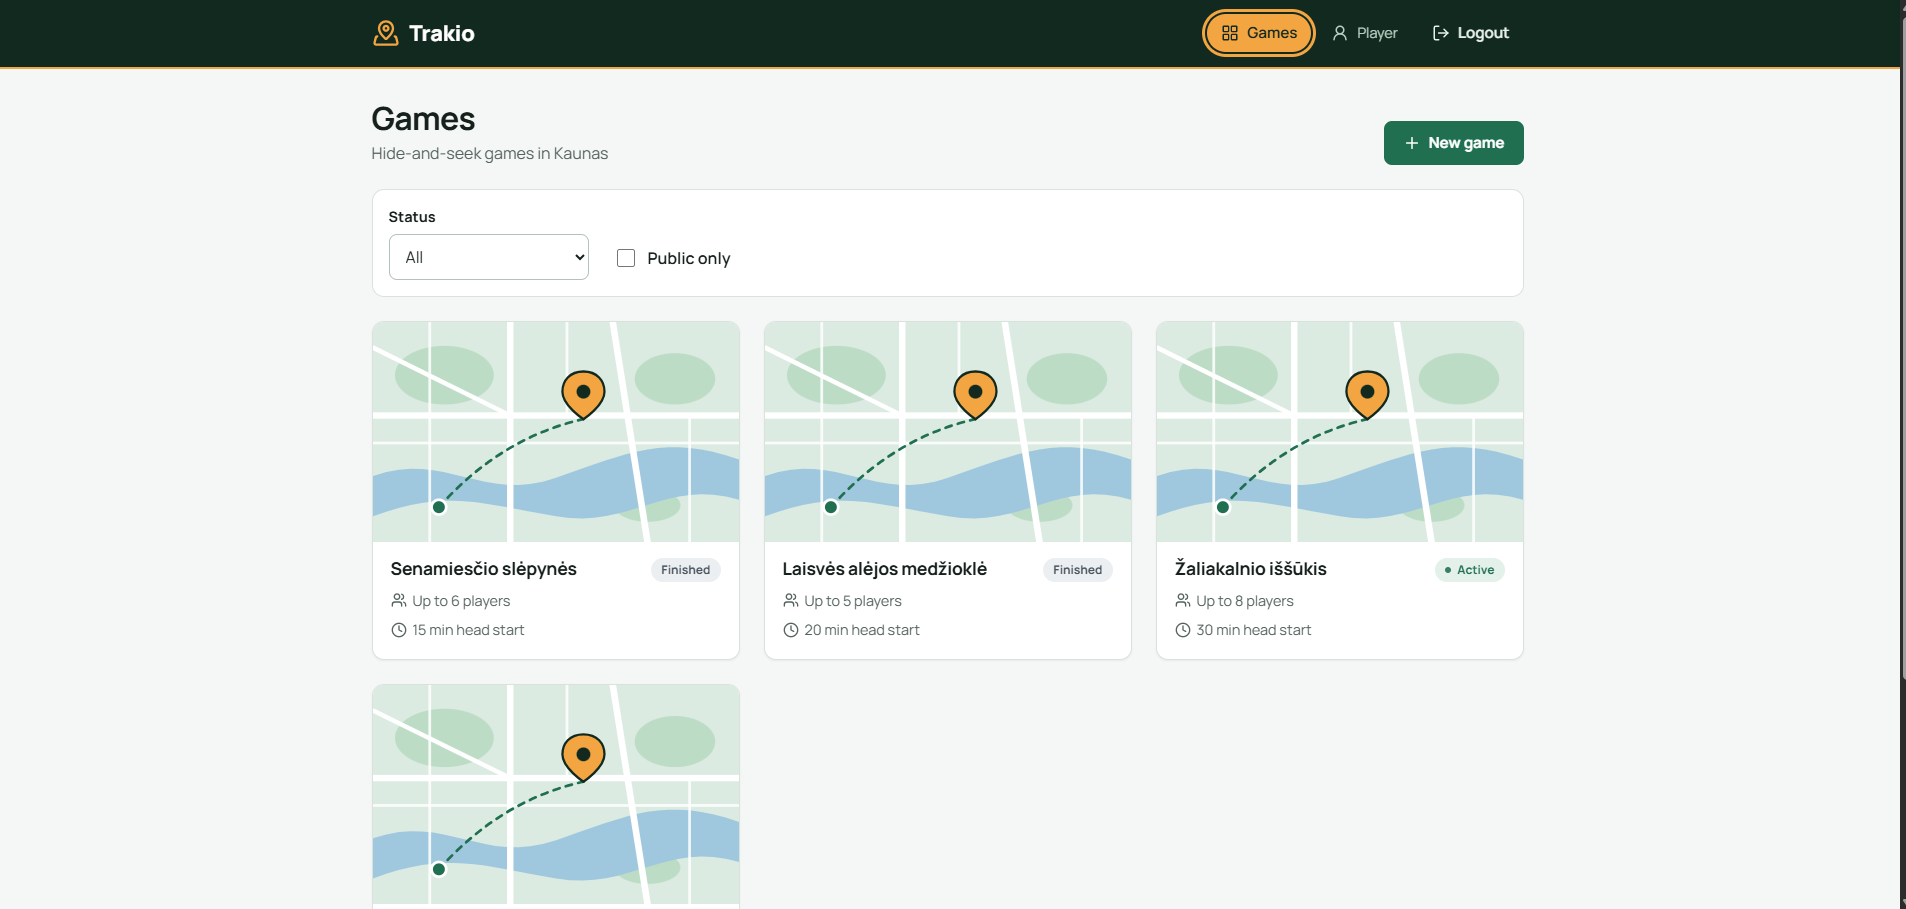 Trakio
Games
Player
Logout
Games
Hide-and-seek games in Kaunas
New game
Status
All
Public only
Senamiesčio slėpynės
Finished
Up to 6 players
15 min head start
Laisvės alėjos medžioklė
Finished
Up to 5 players
20 min head start
Žaliakalnio iššūkis
Active
Up to 8 players
30 min head start